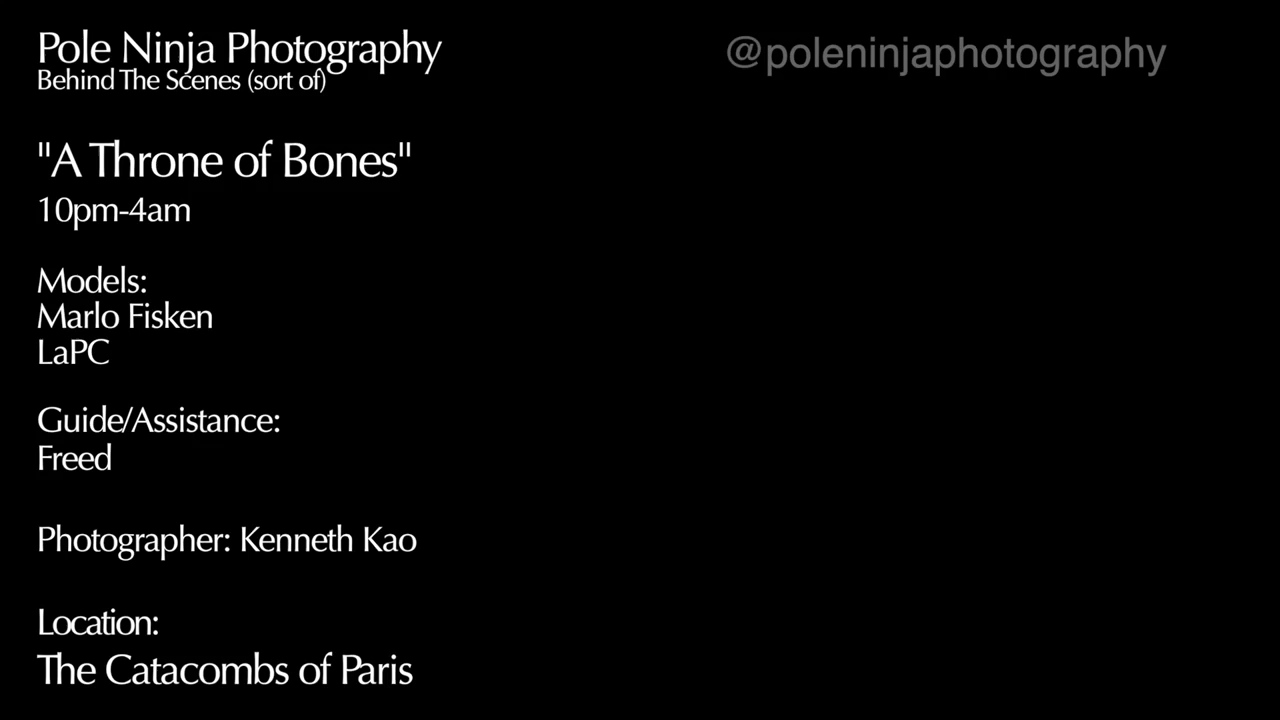 Pole Ninja Photography
@poleninjaphotography
Behind The Scenes (sort of)
"A Throne of Bones"
10pm-4am
Models:
Marlo Fisken
LaPC
Guide/Assistance:
Freed
Photographer: Kenneth Kao
Location:
The Catacombs of Paris